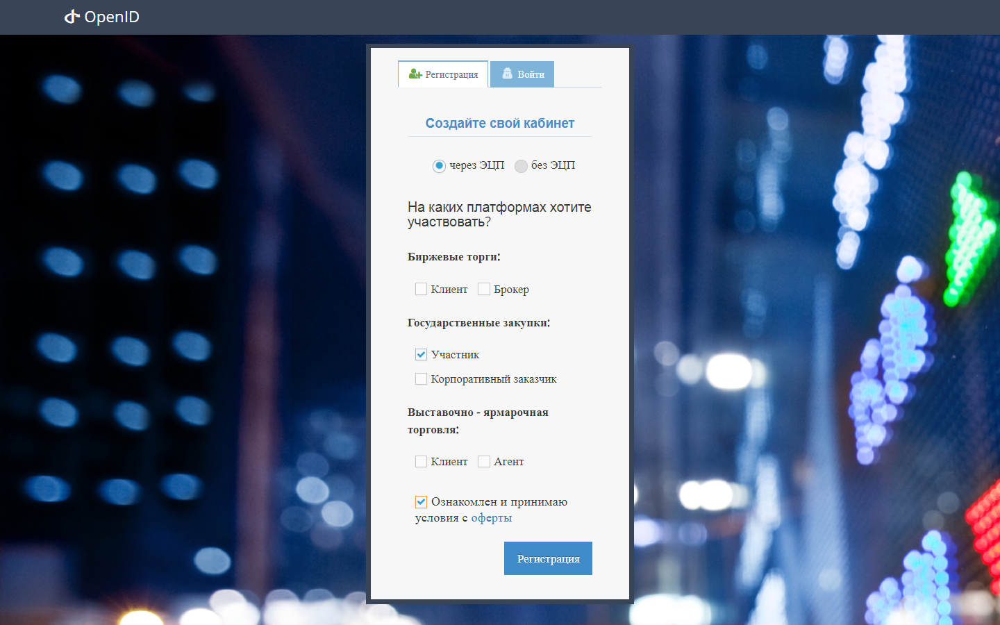 OpenID
Регистрация Войти
Создайте свой кабинет
через ЭЦП без ЭЦП
На каких платформах хотите
участвовать?
Биржевые торги:
Клиент Брокер
Государственные закупки:
Участник
Корпоративный заказчик
Выставочно - ярмарочная
торговля:
Клиент Агент
Ознакомлен и принимаю
условия с оферты
Регистрация